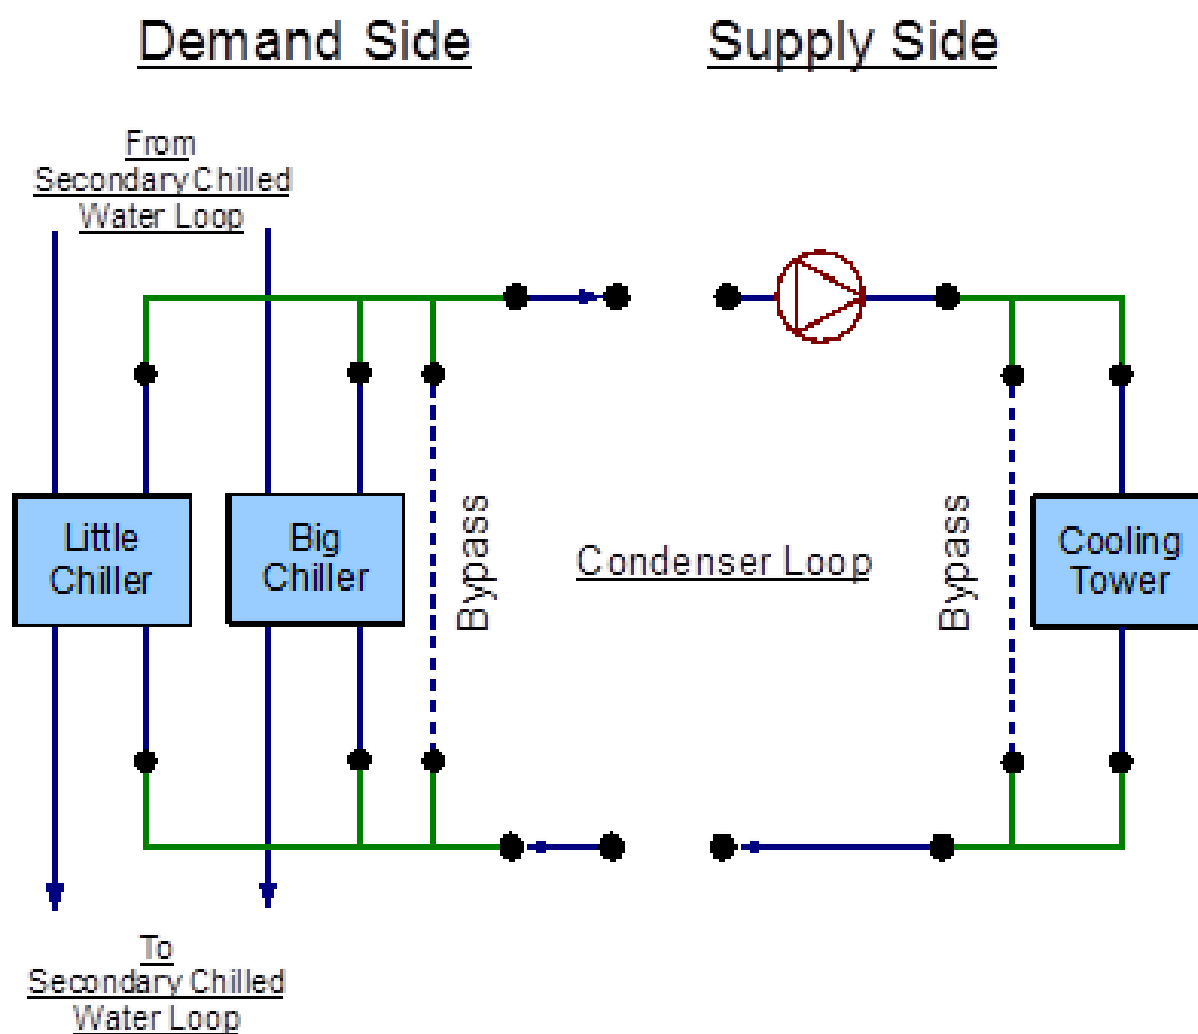 Demand Side
Supply Side
From
Secondary Chilled
Water Loop
Little
Chiller
Big
Chiller
Bypass
Condenser Loop
Bypass
Cooling
Tower
To
Secondary Chilled
Water Loop